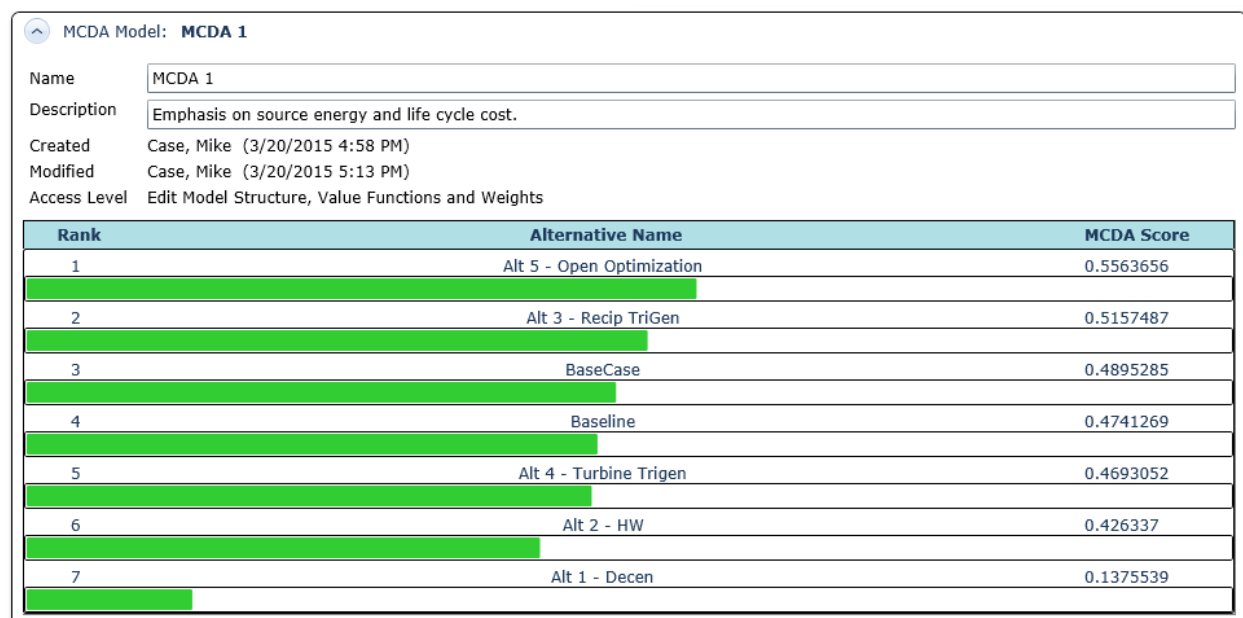 MCDA Model: MCDA 1
Name MCDA 1
Description Emphasis on source energy and life cycle cost.
Created Case, Mike (3/20/2015 4:58 PM)
Modified Case, Mike (3/20/2015 5:13 PM)
Access Level Edit Model Structure, Value Functions and Weights
Rank Alternative Name MCDA Score
1 Alt 5 - Open Optimization 0.5563656
2 Alt 3 - Recip TriGen 0.5157487
3 BaseCase 0.4895285
4 Baseline 0.4741269
5 Alt 4 - Turbine Trigen 0.4693052
6 Alt 2 - HW 0.426337
7 Alt 1 - Decen 0.1375539